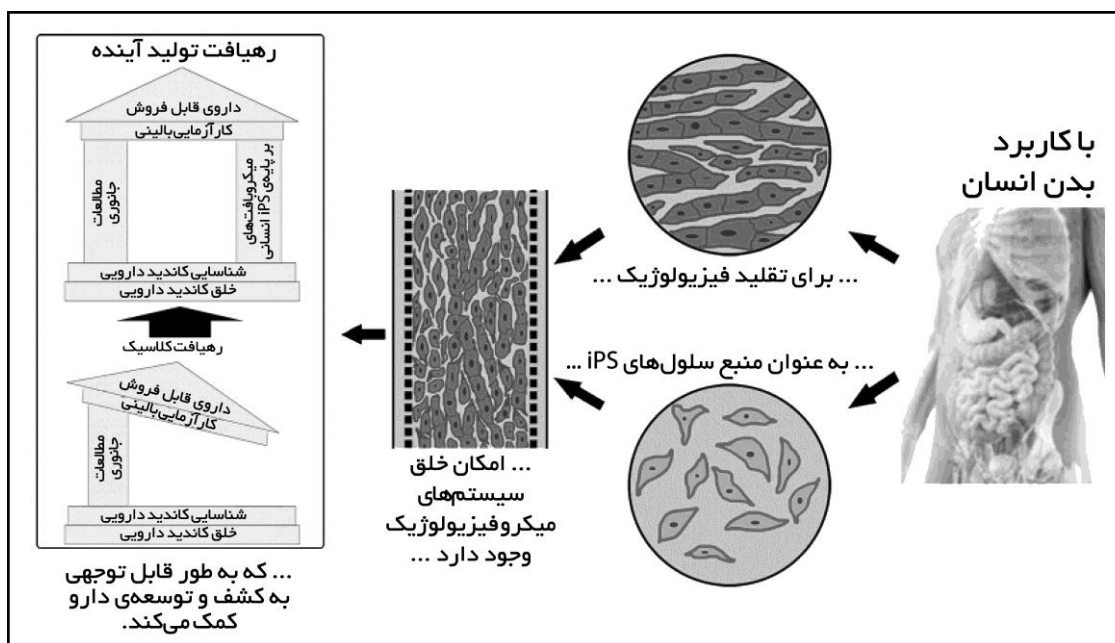 با کاربرد
بدن انسان
... برای تقلید فیزیولوژیک ...
... به عنوان منبع سلول‌های iPS ...
... امکان خلق
سیستم‌های
میکروفیزیولوژیک
وجود دارد ...
رهیافت تولید آینده
داروی قابل فروش
کارآزمایی‌بالینی
میکروبافت‌های
بر پایه‌ی iPS انسانی
مطالعات
جانوری
شناسایی کاندید دارویی
خلق کاندید دارویی
رهیافت کلاسیک
داروی قابل فروش
کارآزمایی‌بالینی
مطالعات
جانوری
شناسایی کاندید دارویی
خلق کاندید دارویی
... که به طور قابل توجهی
به کشف و توسعه‌ی دارو
کمک می‌کند.